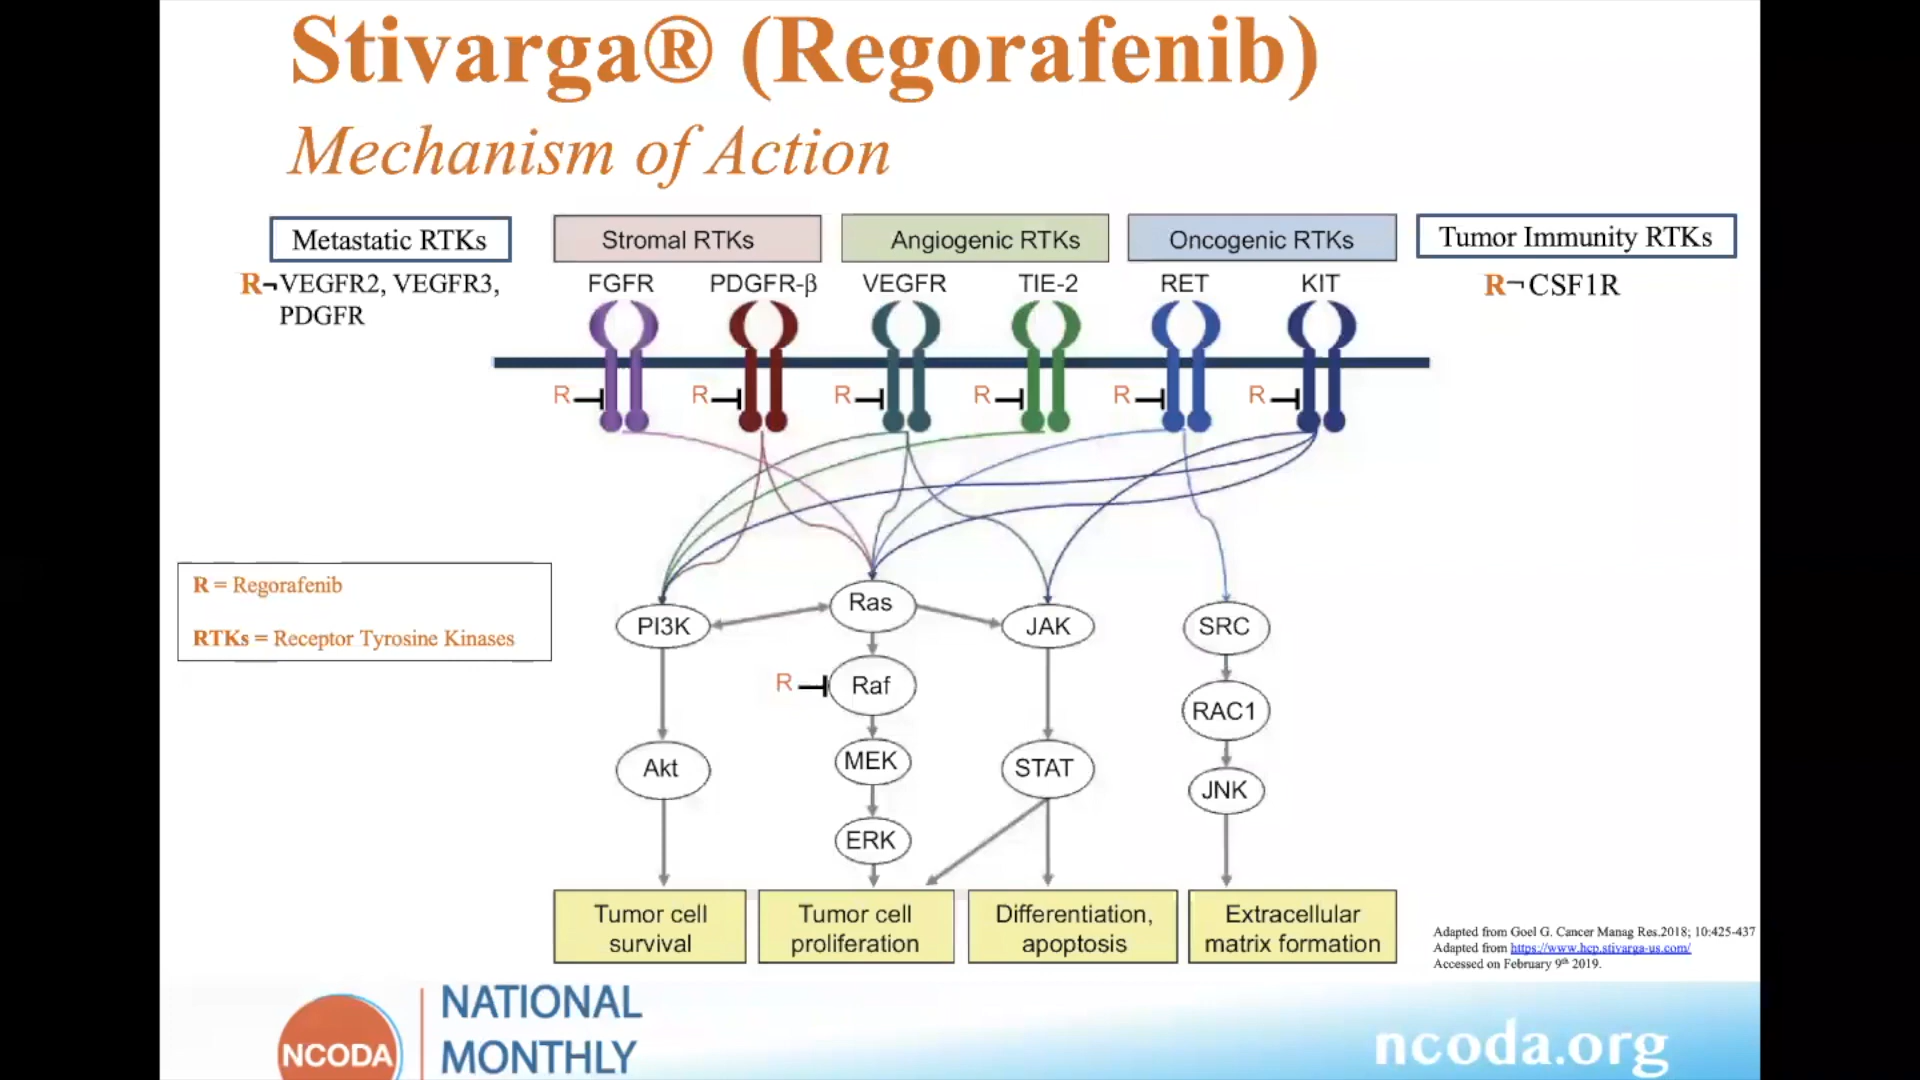 Stivarga® (Regorafenib)
Mechanism of Action
Metastatic RTKs
R¬VEGFR2, VEGFR3,
PDGFR
Stromal RTKs
Angiogenic RTKs
Oncogenic RTKs
Tumor Immunity RTKs
R¬CSF1R
FGFR
PDGFR-β
VEGFR
TIE-2
RET
KIT
R
R
R
R
R
R
R = Regorafenib
RTKs = Receptor Tyrosine Kinases
PI3K
Ras
JAK
SRC
R
Raf
RAC1
Akt
MEK
STAT
JNK
ERK
Tumor cell
survival
Tumor cell
proliferation
Differentiation,
apoptosis
Extracellular
matrix formation
Adapted from Goel G. Cancer Manag Res.2018; 10:425-437
Adapted from https://www.hcp.stivarga-us.com/
Accessed on February 9th 2019.
NCODA
NATIONAL
MONTHLY
ncoda.org